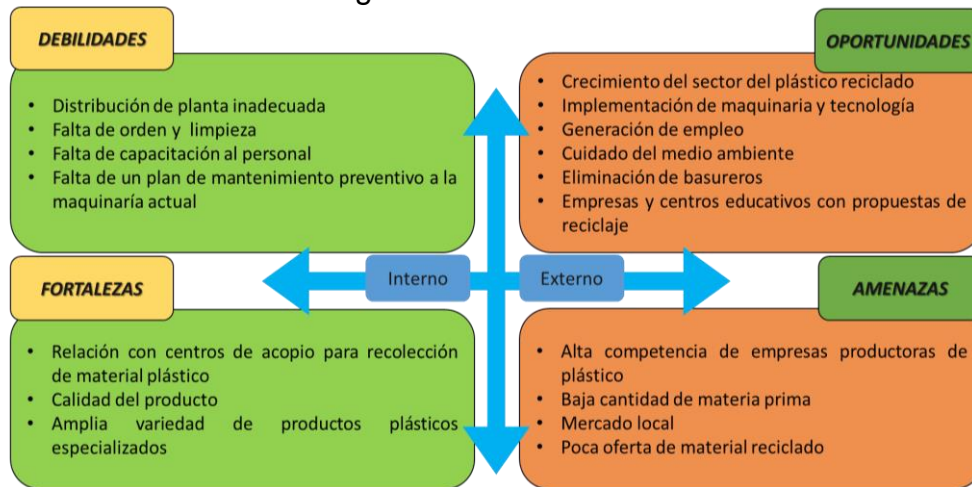 DEBILIDADES
• Distribución de planta inadecuada
• Falta de orden y limpieza
• Falta de capacitación al personal
• Falta de un plan de mantenimiento preventivo a la
maquinaría actual
OPORTUNIDADES
• Crecimiento del sector del plástico reciclado
• Implementación de maquinaria y tecnología
• Generación de empleo
• Cuidado del medio ambiente
• Eliminación de basureros
• Empresas y centros educativos con propuestas de
reciclaje
Interno
Externo
FORTALEZAS
• Relación con centros de acopio para recolección
de material plástico
• Calidad del producto
• Amplia variedad de productos plásticos
especializados
AMENAZAS
• Alta competencia de empresas productoras de
plástico
• Baja cantidad de materia prima
• Mercado local
• Poca oferta de material reciclado